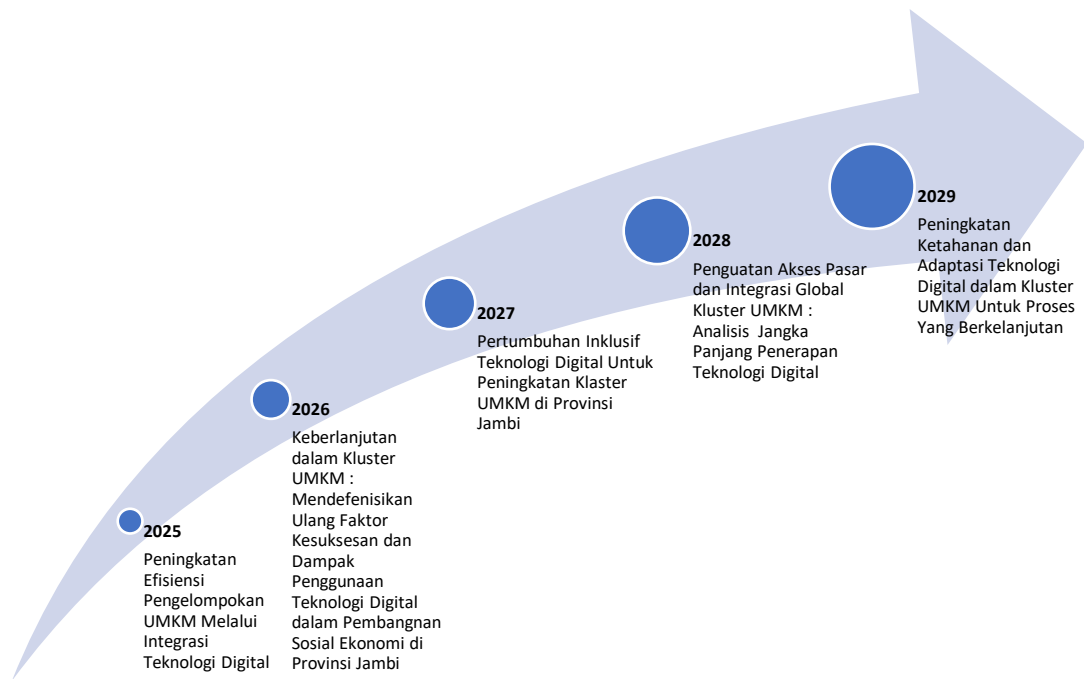 2025
Peningkatan
Efisiensi
Pengelompokan
UMKM Melalui
Integrasi
Teknologi Digital
2026
Keberlanjutan
dalam Kluster
UMKM :
Mendefenisikan
Ulang Faktor
Kesuksesan dan
Dampak
Penggunaan
Teknologi Digital
dalam Pembangnan
Sosial Ekonomi di
Provinsi Jambi
2027
Pertumbuhan Inklusif
Teknologi Digital Untuk
Peningkatan Klaster
UMKM di Provinsi
Jambi
2028
Penguatan Akses Pasar
dan Integrasi Global
Kluster UMKM :
Analisis Jangka
Panjang Penerapan
Teknologi Digital
2029
Peningkatan
Ketahanan dan
Adaptasi Teknologi
Digital dalam Kluster
UMKM Untuk Proses
Yang Berkelanjutan